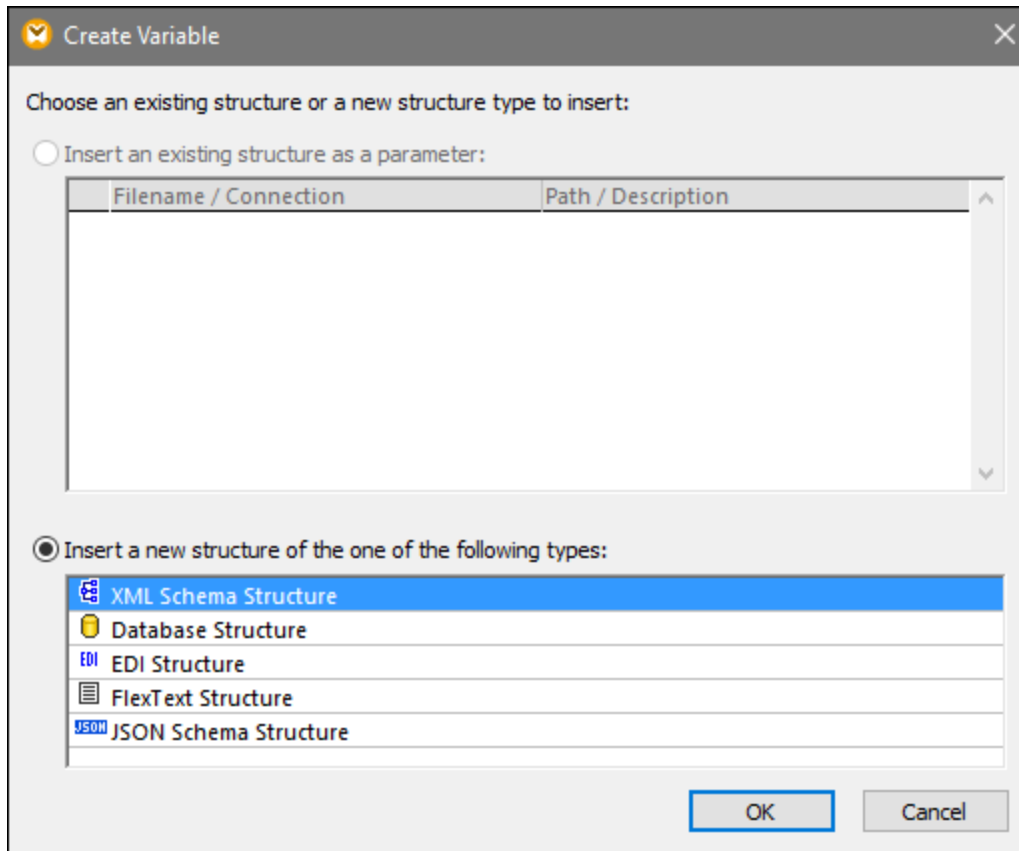 Create Variable
Choose an existing structure or a new structure type to insert:
Insert an existing structure as a parameter:
Filename / Connection Path / Description
Insert a new structure of the one of the following types:
XML Schema Structure
Database Structure
EDI EDI Structure
FlexText Structure
JSON JSON Schema Structure
OK Cancel